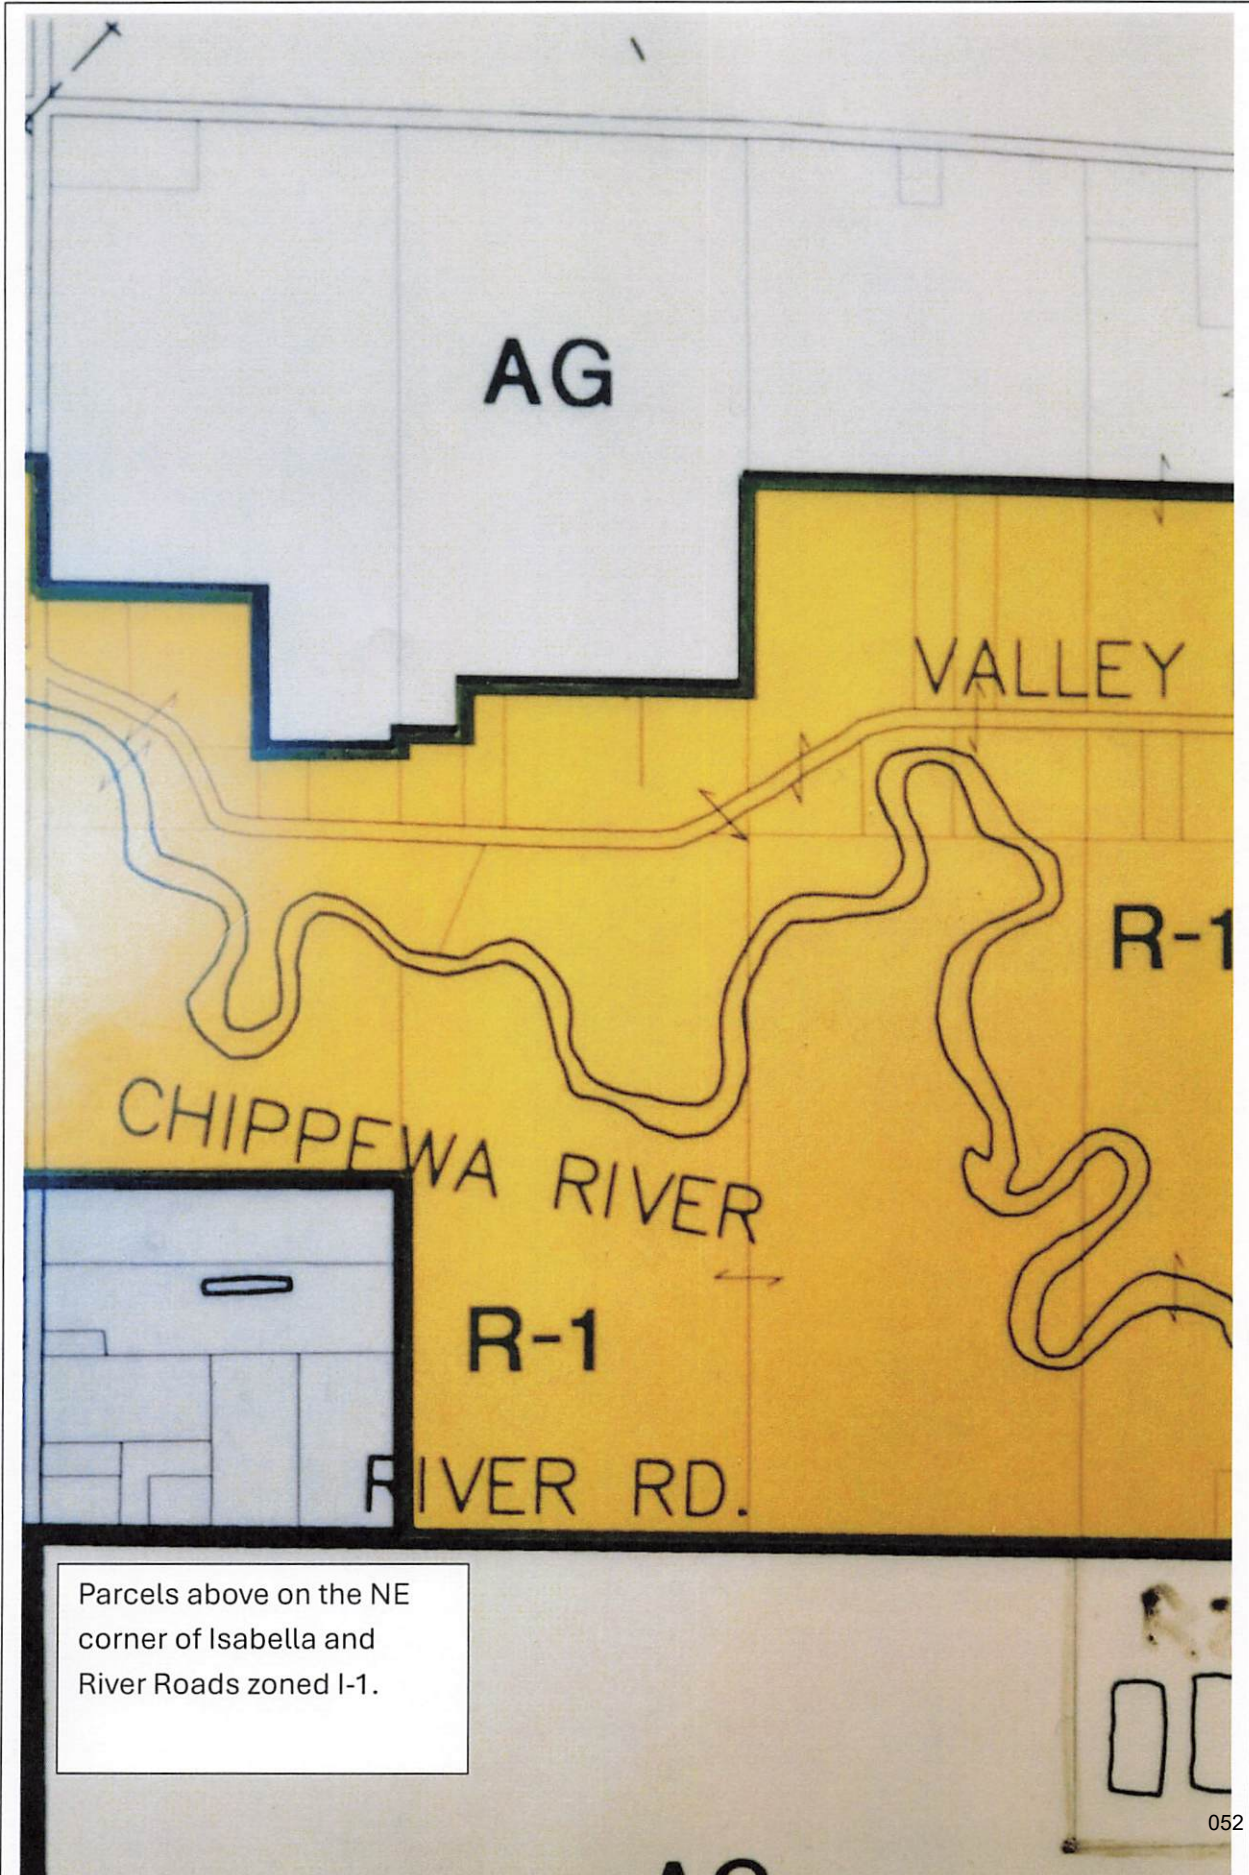 AG
VALLEY
R-1
CHIPPEWA RIVER
R-1
RIVER RD.
Parcels above on the NE
corner of Isabella and
River Roads zoned I-1.
052
AG